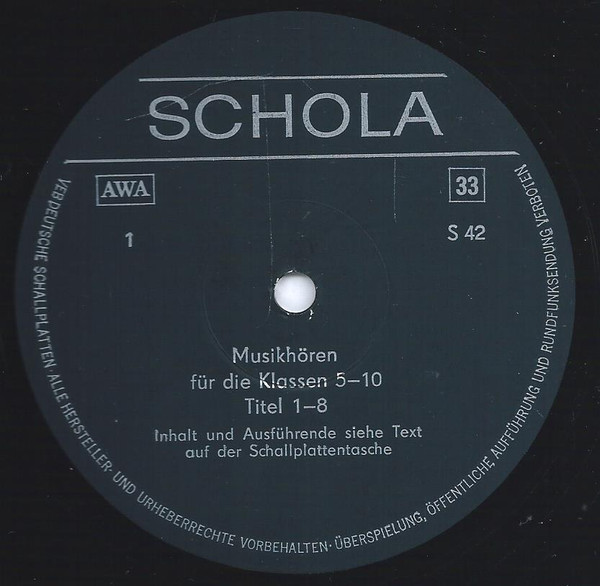 SCHOLA
AWA
33
1
S 42
Musikhören
für die Klassen 5–10
Titel 1–8
Inhalt und Ausführende siehe Text
auf der Schallplattentasche
VEB DEUTSCHE SCHALLPLATTEN · ALLE HERSTELLER- UND URHEBERRECHTE VORBEHALTEN · ÜBERSPIELUNG, ÖFFENTLICHE AUFFÜHRUNG UND RUNDFUNKSENDUNG VERBOTEN